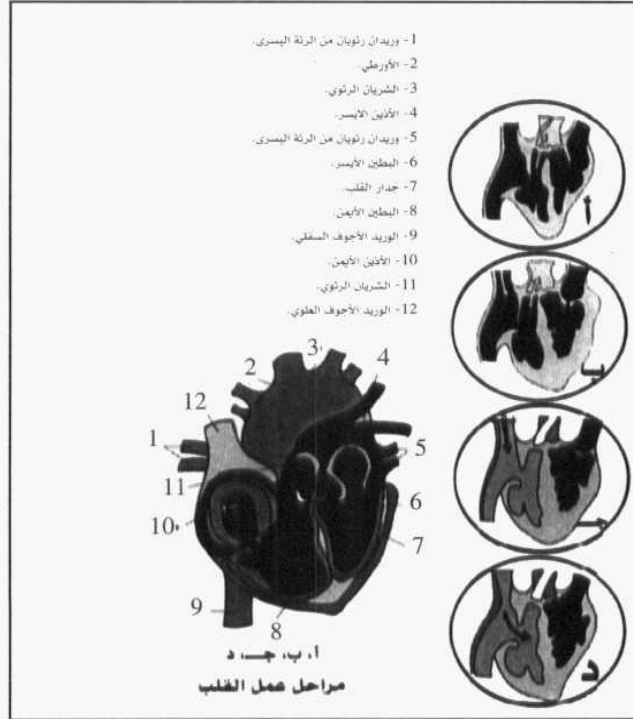 1- وريدان رئويان من الرئة اليسرى.
2- الأورطي.
3- الشريان الرئوي.
4- الأذين الايسر.
5- وريدان رئويان من الرئة اليسرى.
6- البطين الأيسر.
7- جدار القلب.
8- البطين الأيمن.
9- الوريد الأجوف السفلي.
10- الأذين الأيمن.
11- الشريان الرئوي.
12- الوريد الأجوف العلوي.
أ
ب
جـ
د
3
2
4
12
1
5
11
6
10
7
9
8
أ، ب، جـ، د
مراحل عمل القلب